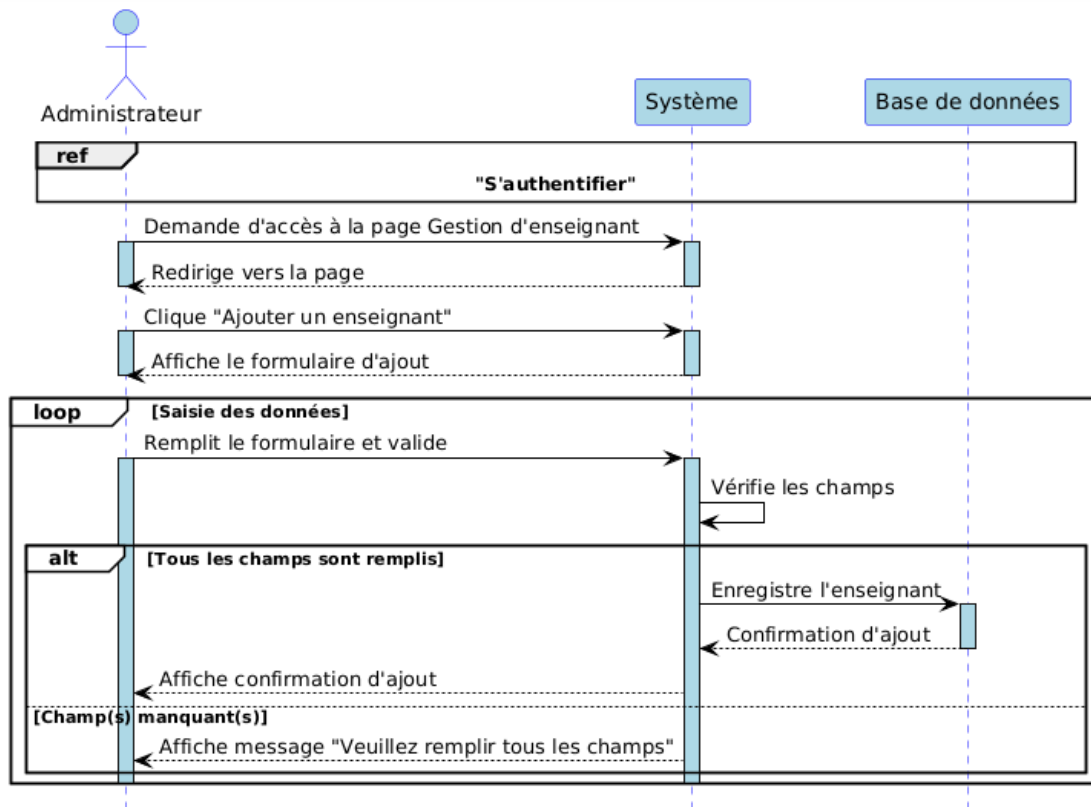 Administrateur
Système
Base de données
ref
"S'authentifier"
Demande d'accès à la page Gestion d'enseignant
Redirige vers la page
Clique "Ajouter un enseignant"
Affiche le formulaire d'ajout
loop [Saisie des données]
Remplit le formulaire et valide
Vérifie les champs
alt [Tous les champs sont remplis]
Enregistre l'enseignant
Confirmation d'ajout
Affiche confirmation d'ajout
[Champ(s) manquant(s)]
Affiche message "Veuillez remplir tous les champs"